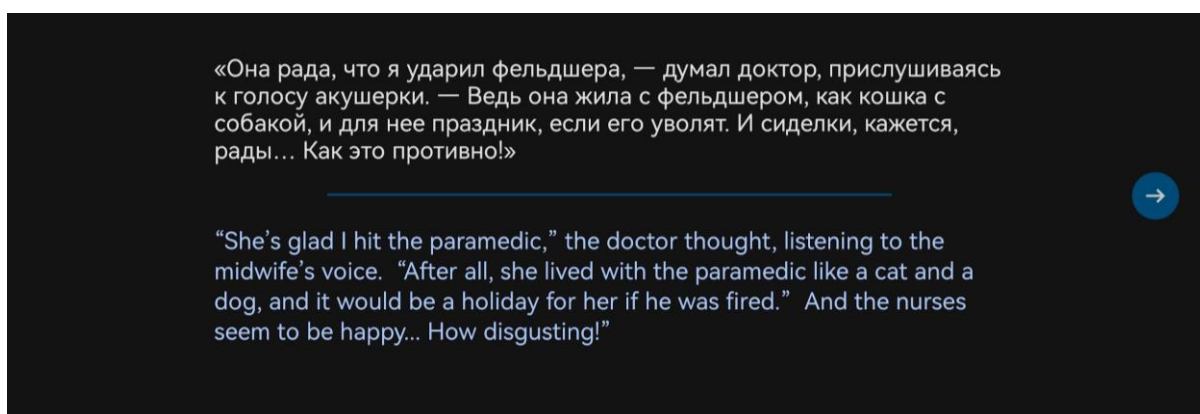 «Она рада, что я ударил фельдшера, — думал доктор, прислушиваясь
к голосу акушерки. — Ведь она жила с фельдшером, как кошка с
собакой, и для нее праздник, если его уволят. И сиделки, кажется,
рады… Как это противно!»
“She’s glad I hit the paramedic,” the doctor thought, listening to the
midwife’s voice.  “After all, she lived with the paramedic like a cat and a
dog, and it would be a holiday for her if he was fired.”  And the nurses
seem to be happy... How disgusting!”